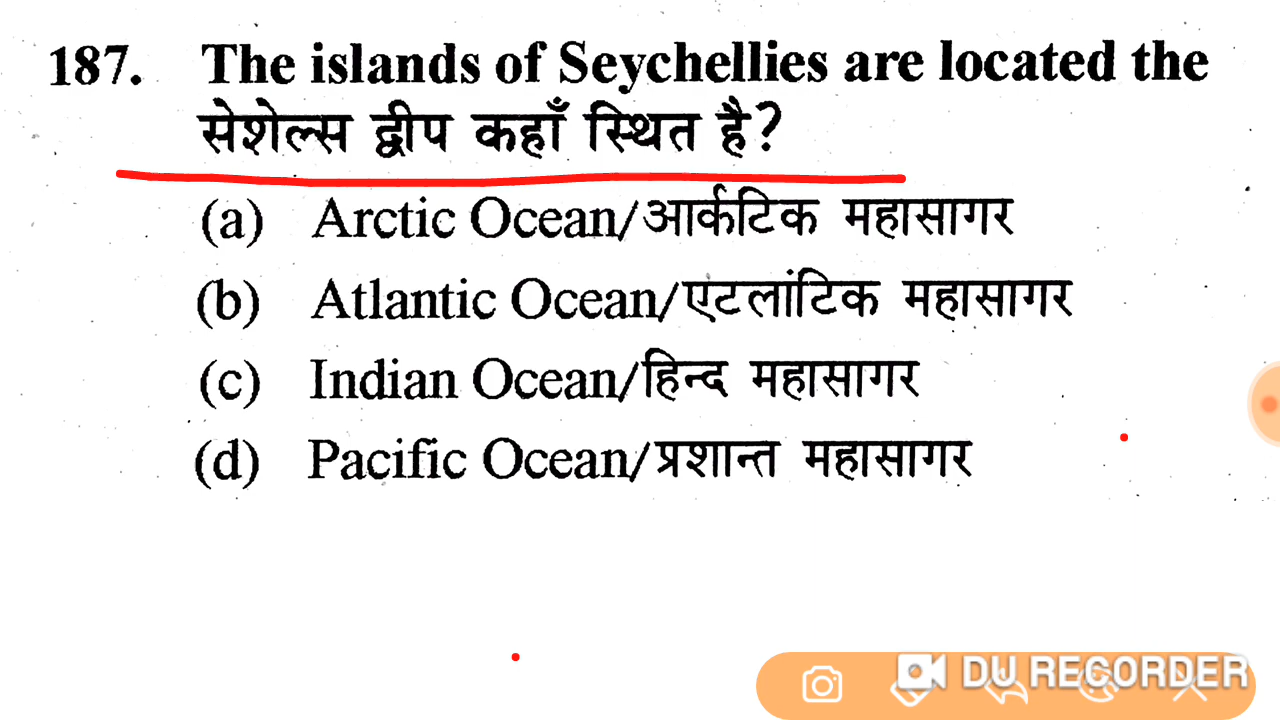 187. The islands of Seychellies are located the
सेशेल्स द्वीप कहाँ स्थित है?
(a) Arctic Ocean/आर्कटिक महासागर
(b) Atlantic Ocean/एटलांटिक महासागर
(c) Indian Ocean/हिन्द महासागर
(d) Pacific Ocean/प्रशान्त महासागर
DU RECORDER